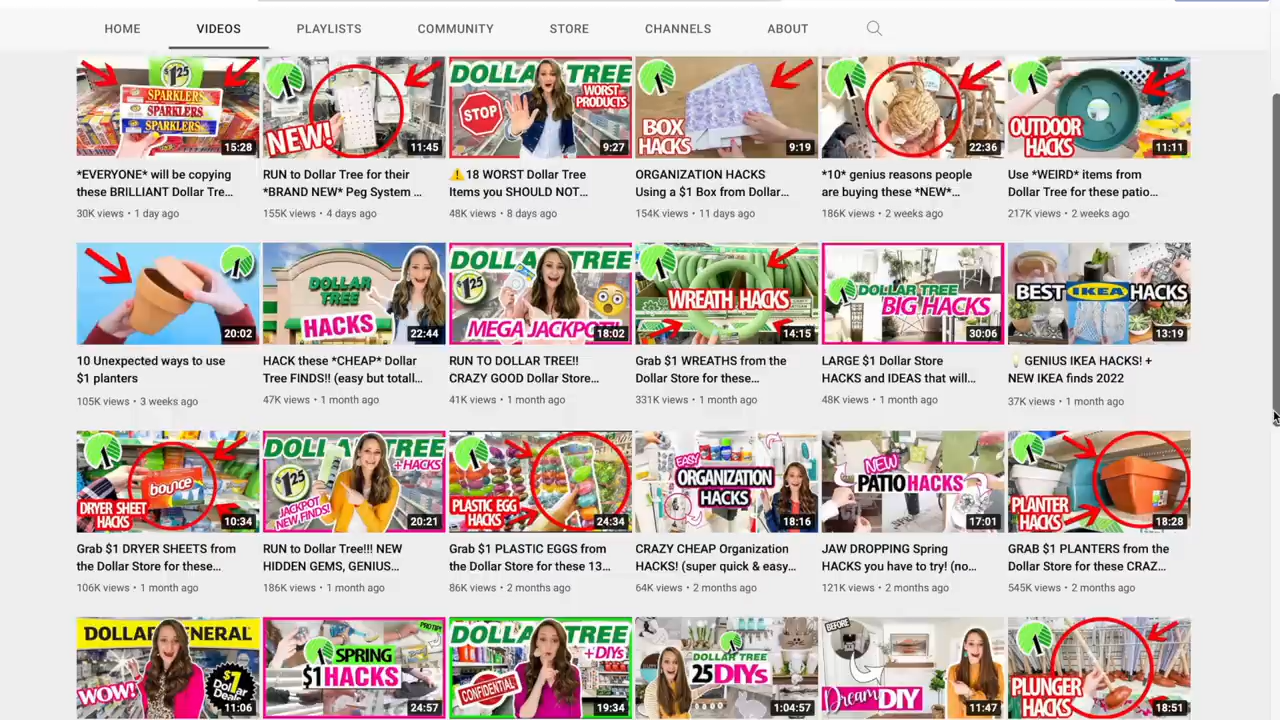 HOME VIDEOS PLAYLISTS COMMUNITY STORE CHANNELS ABOUT
$1.25
SPARKLERS
SPARKLERS
SPARKLERS
15:28
NEW!
11:45
DOLLAR TREE
WORST
PRODUCTS
STOP
9:27
BOX
HACKS
9:19
22:36
OUTDOOR
HACKS
11:11
*EVERYONE* will be copying
these BRILLIANT Dollar Tre...
30K views • 1 day ago
RUN to Dollar Tree for their
*BRAND NEW* Peg System ...
155K views • 4 days ago
⚠️18 WORST Dollar Tree
Items you SHOULD NOT...
48K views • 8 days ago
ORGANIZATION HACKS
Using a $1 Box from Dollar...
154K views • 11 days ago
*10* genius reasons people
are buying these *NEW*...
186K views • 2 weeks ago
Use *WEIRD* items from
Dollar Tree for these patio...
217K views • 2 weeks ago
20:02
DOLLAR
TREE
HACKS
22:44
DOLLAR TREE
$1.25
MEGA JACKPOT!
18:02
WREATH HACKS
14:15
DOLLAR TREE
BIG HACKS
30:06
BEST IKEA HACKS
13:19
10 Unexpected ways to use
$1 planters
105K views • 3 weeks ago
HACK these *CHEAP* Dollar
Tree FINDS!! (easy but totall...
47K views • 1 month ago
RUN TO DOLLAR TREE!!
CRAZY GOOD Dollar Store...
41K views • 1 month ago
Grab $1 WREATHS from the
Dollar Store for these...
331K views • 1 month ago
LARGE $1 Dollar Store
HACKS and IDEAS that will...
48K views • 1 month ago
💡GENIUS IKEA HACKS! +
NEW IKEA finds 2022
37K views • 1 month ago
bounce
DRYER SHEET
HACKS
10:34
DOLLAR TREE
+HACKS
$1.25
JACKPOT
NEW FINDS!
20:21
PLASTIC EGG
HACKS
24:34
EASY
ORGANIZATION
HACKS
18:16
NEW
PATIO HACKS
17:01
PLANTER
HACKS
18:28
Grab $1 DRYER SHEETS from
the Dollar Store for these...
106K views • 1 month ago
RUN to Dollar Tree!!! NEW
HIDDEN GEMS, GENIUS...
186K views • 1 month ago
Grab $1 PLASTIC EGGS from
the Dollar Store for these 13...
86K views • 2 months ago
CRAZY CHEAP Organization
HACKS! (super quick & easy...
64K views • 2 months ago
JAW DROPPING Spring
HACKS you have to try! (no...
121K views • 2 months ago
GRAB $1 PLANTERS from the
Dollar Store for these CRAZ...
545K views • 2 months ago
DOLLAR GENERAL
WOW!
$1
Dollar
Deals
11:06
PRO TIP!
SPRING
$1 HACKS
24:57
DOLLAR TREE
+ DIYs
CONFIDENTIAL
19:34
DOLLAR TREE
25 DIYs
1:04:57
BEFORE
Dream DIY
11:47
PLUNGER
HACKS
18:51